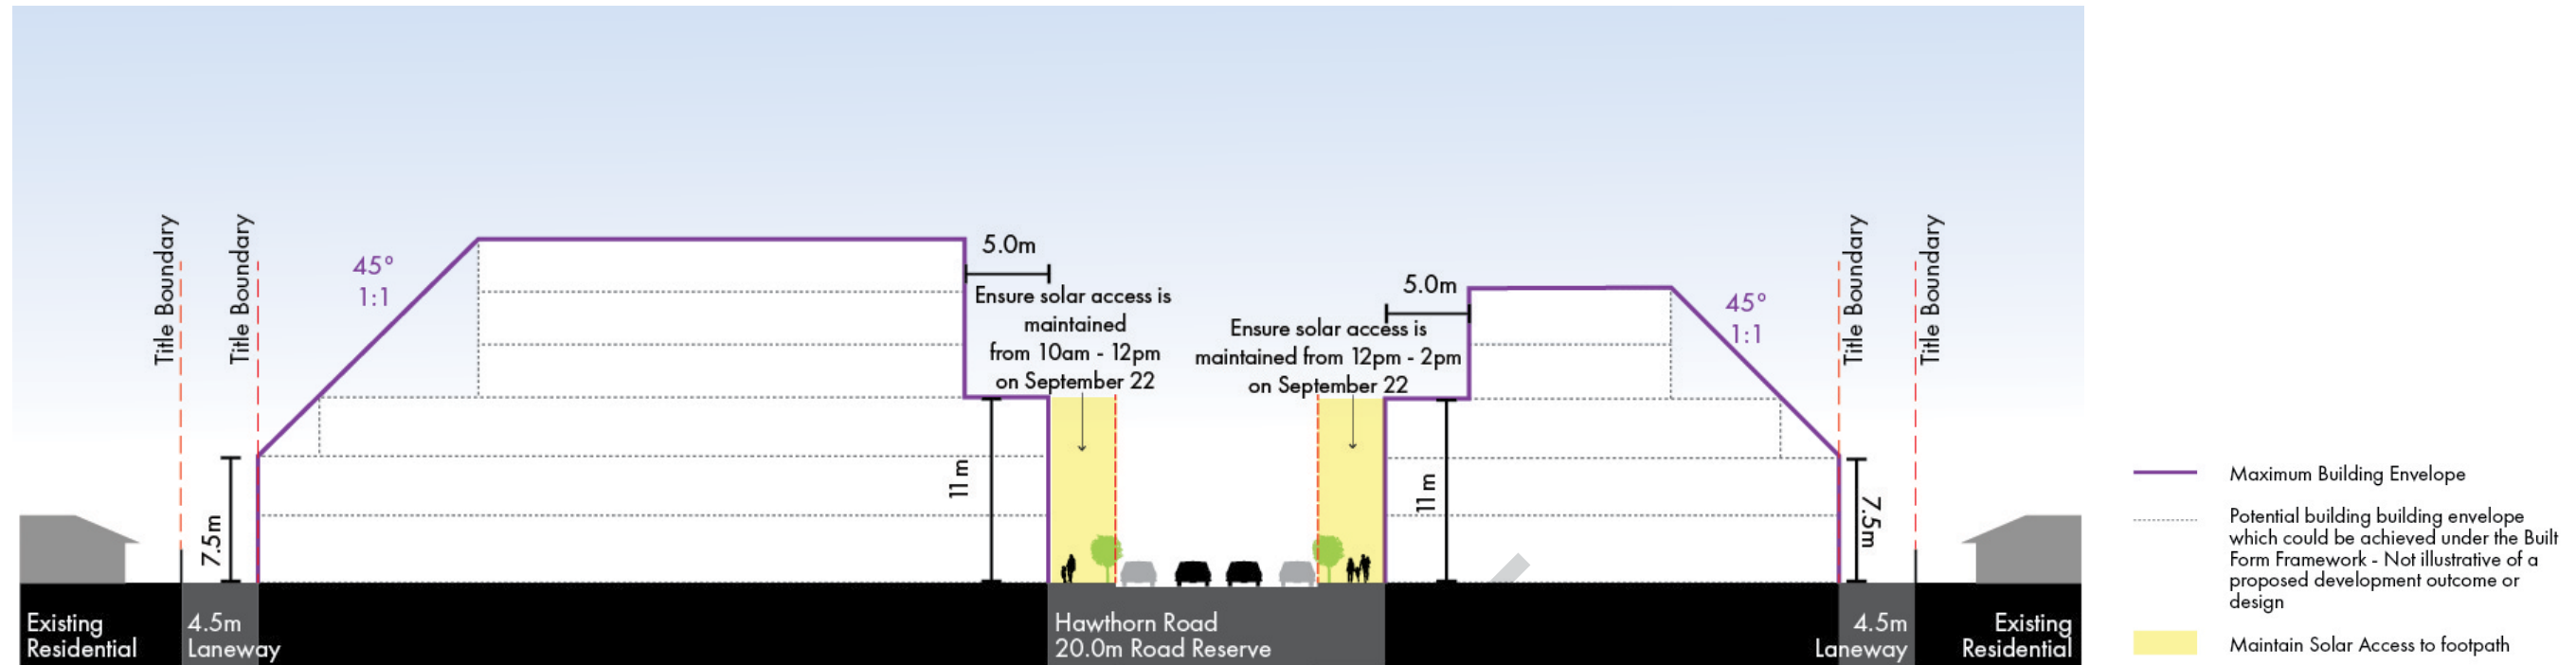 Title Boundary
Title Boundary
45°
1:1
5.0m
Ensure solar access is
maintained
from 10am - 12pm
on September 22
5.0m
Ensure solar access is
maintained from 12pm - 2pm
on September 22
45°
1:1
Title Boundary
Title Boundary
7.5m
11 m
11 m
7.5m
Existing
Residential
4.5m
Laneway
Hawthorn Road
20.0m Road Reserve
4.5m
Laneway
Existing
Residential
Maximum Building Envelope
Potential building building envelope
which could be achieved under the Built
Form Framework - Not illustrative of a
proposed development outcome or
design
Maintain Solar Access to footpath